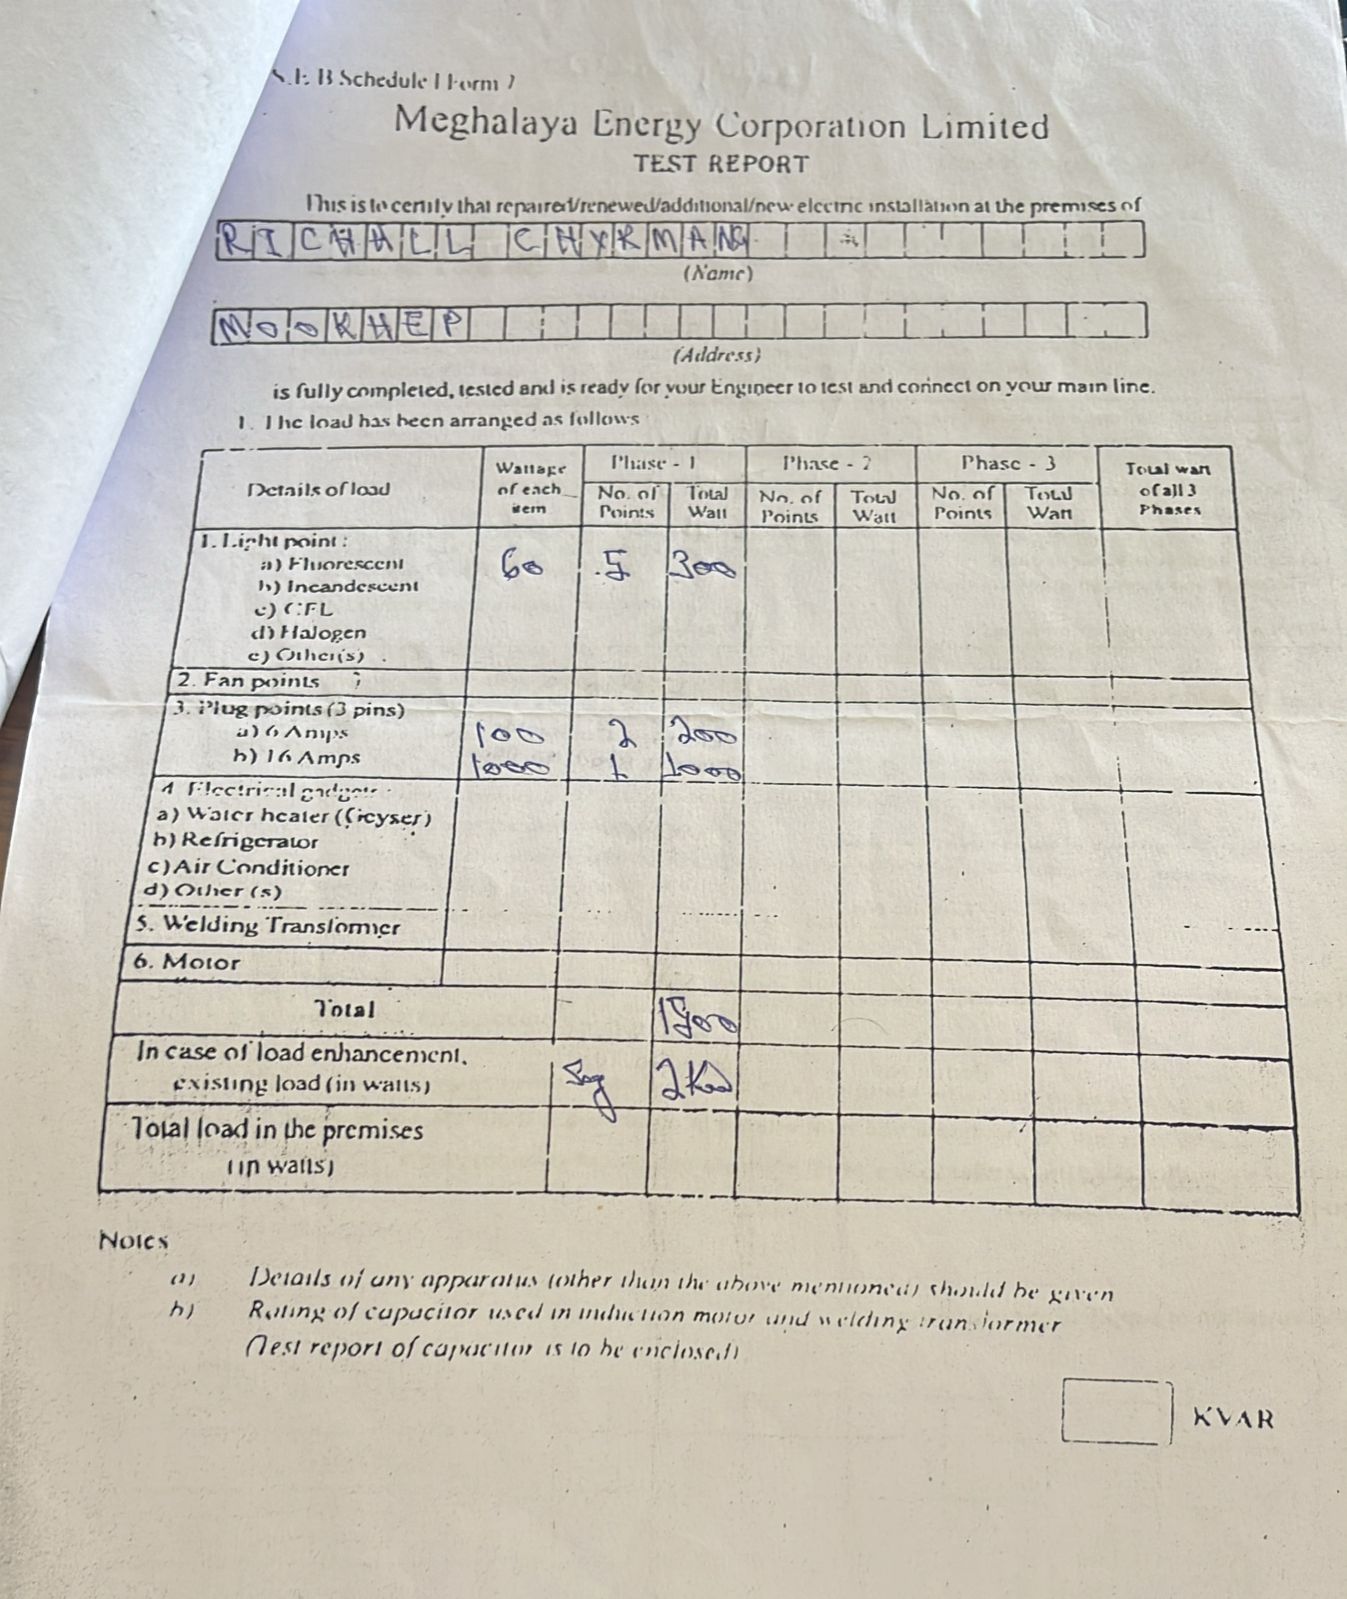 S.E B Schedule I Form 7
Meghalaya Energy Corporation Limited
TEST REPORT
This is to certify that repaired/renewed/additional/new electric installation at the premises of
CHYRMANG
(Name)
MOOKHEP
(Address)
is fully completed, tested and is ready for your Engineer to test and connect on your main line.
1. The load has been arranged as follows
Details of load Wattage of each item Phase - 1 Phase - 2 Phase - 3 Total watt of all 3 Phases
No. of Points Total Watt No. of Points Total Watt No. of Points Total Watt
1. Light point :
a) Fluorescent 60 5 300
b) Incandescent
c) CFL
d) Halogen
e) Other(s)
2. Fan points
3. Plug points (3 pins)
a) 6 Amps 100 2 200
b) 16 Amps 1000 1 1000
4. Electrical gadgets
a) Water heater (Geyser)
b) Refrigerator
c) Air Conditioner
d) Other (s)
5. Welding Transformer
6. Motor
Total 1500
In case of load enhancement,
existing load (in watts) 2
Total load in the premises
(in watts)
Notes
a) Details of any apparatus (other than the above mentioned) should be given
b) Rating of capacitor used in induction motor and welding transformer
(Test report of capacitor is to be enclosed)
KVAR